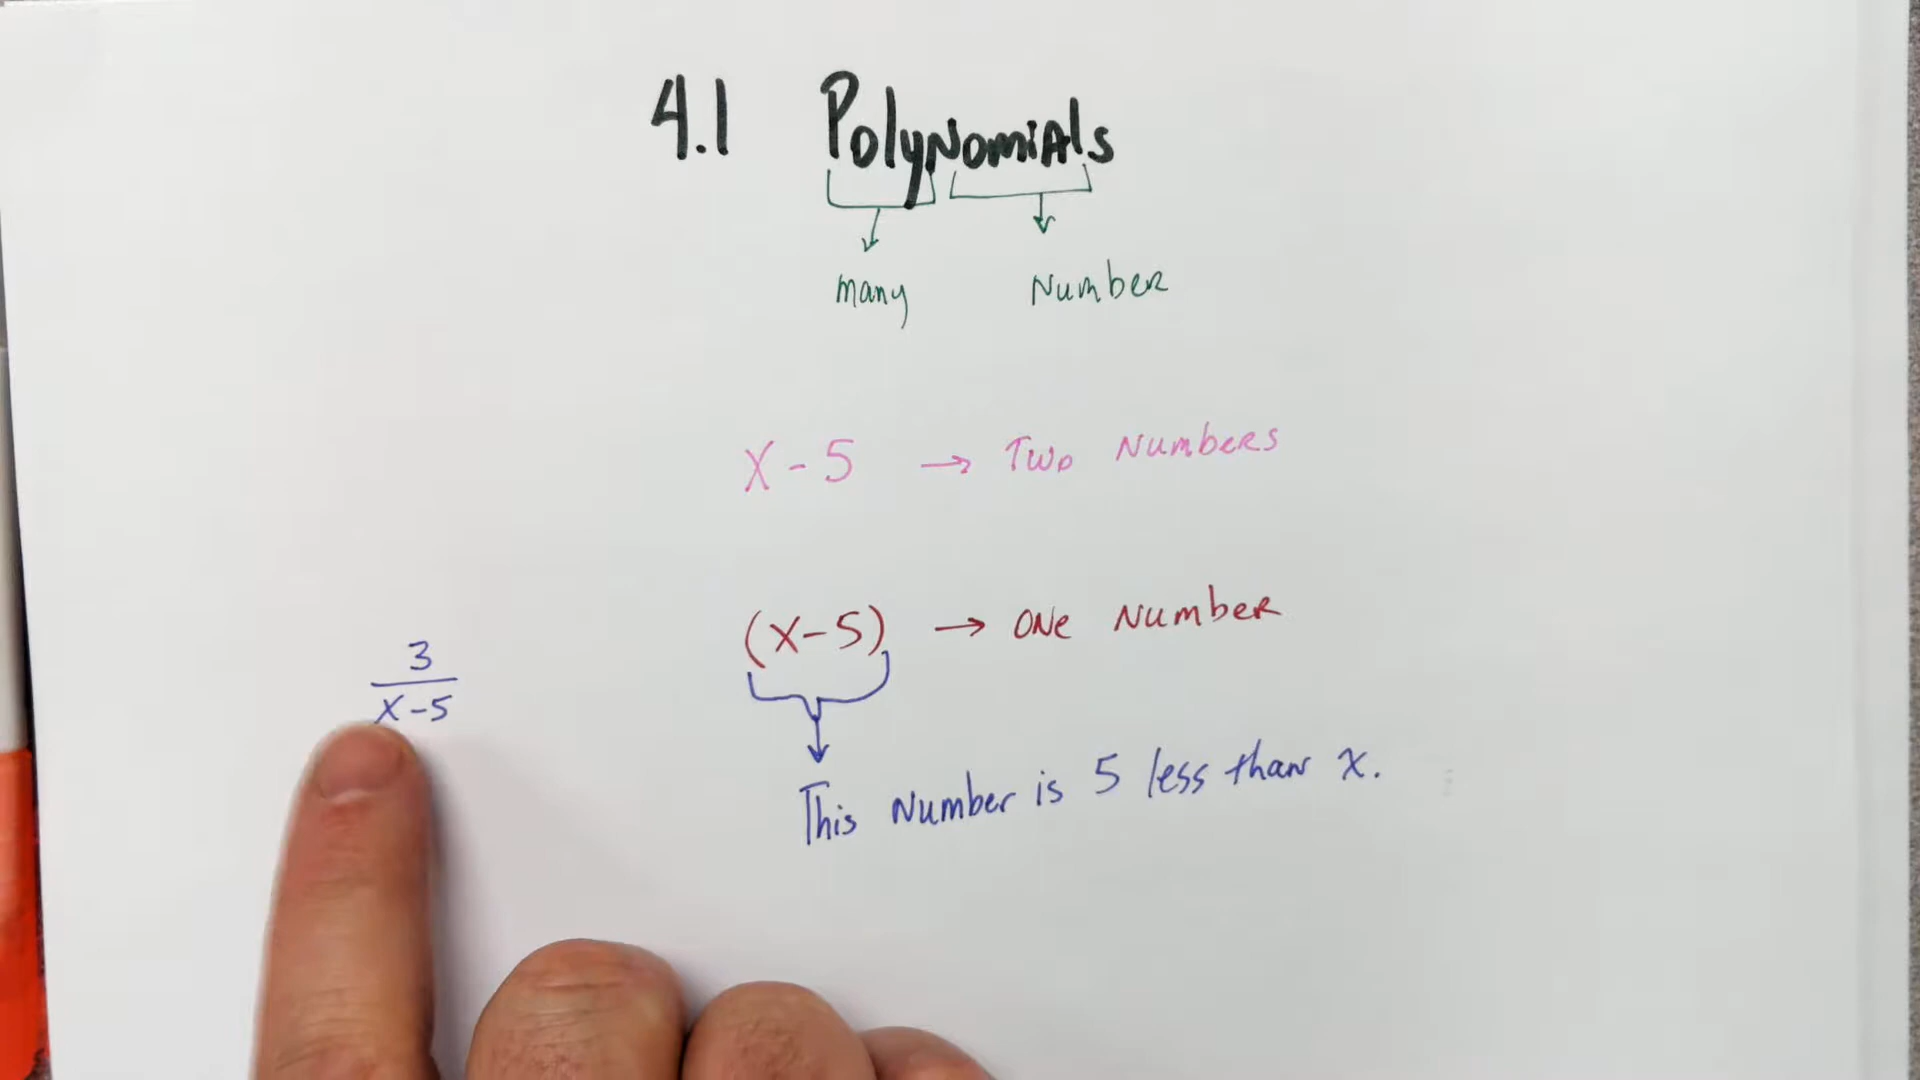 4.1 Polynomials
many Number
x - 5 → Two Numbers
(x-5) → ONe Number
3
x-5
This Number is 5 less than x.